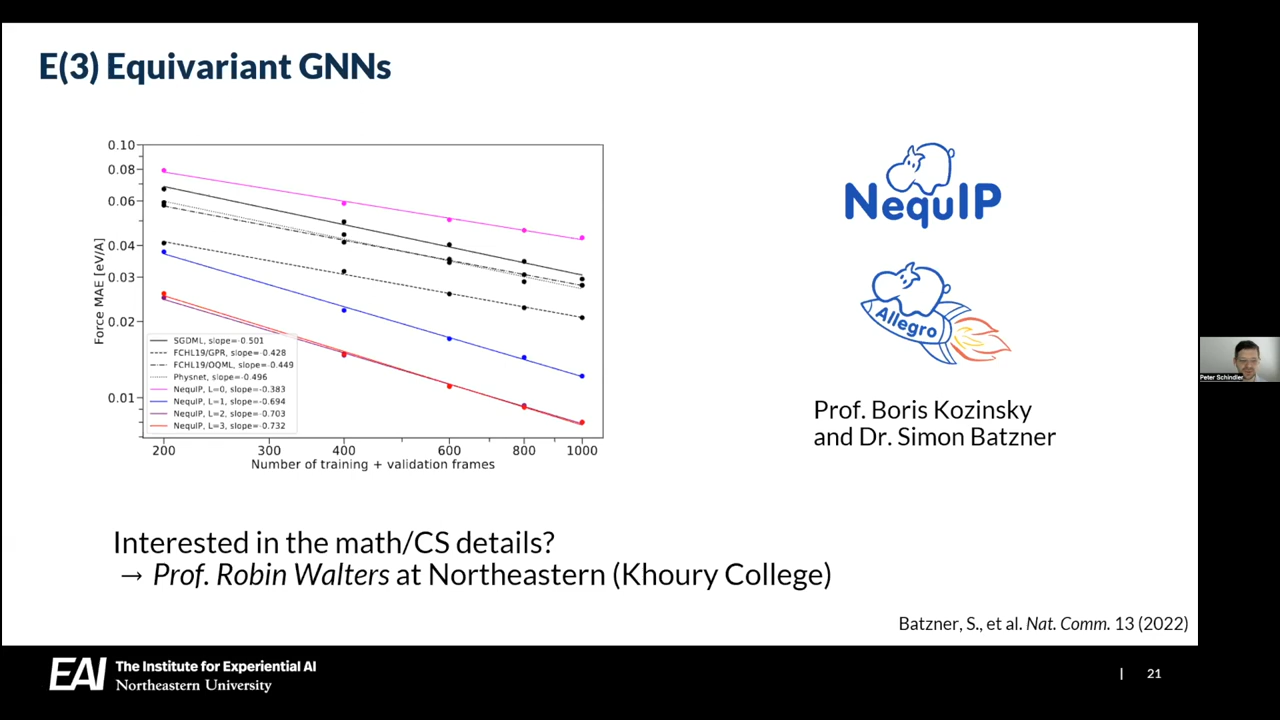 E(3) Equivariant GNNs
0.10
0.08
0.06
0.04
0.03
0.02
0.01
Force MAE [eV/A]
SGDML, slope=-0.501
FCHL19/GPR, slope=-0.428
FCHL19/OQML, slope=-0.449
Physnet, slope=-0.496
NequIP, L=0, slope=-0.383
NequIP, L=1, slope=-0.694
NequIP, L=2, slope=-0.703
NequIP, L=3, slope=-0.732
200 300 400 600 800 1000
Number of training + validation frames
NequIP
Allegro
Prof. Boris Kozinsky
and Dr. Simon Batzner
Peter Schindler
Interested in the math/CS details?
→ Prof. Robin Walters at Northeastern (Khoury College)
Batzner, S., et al. Nat. Comm. 13 (2022)
EAI The Institute for Experiential AI
Northeastern University
| 21